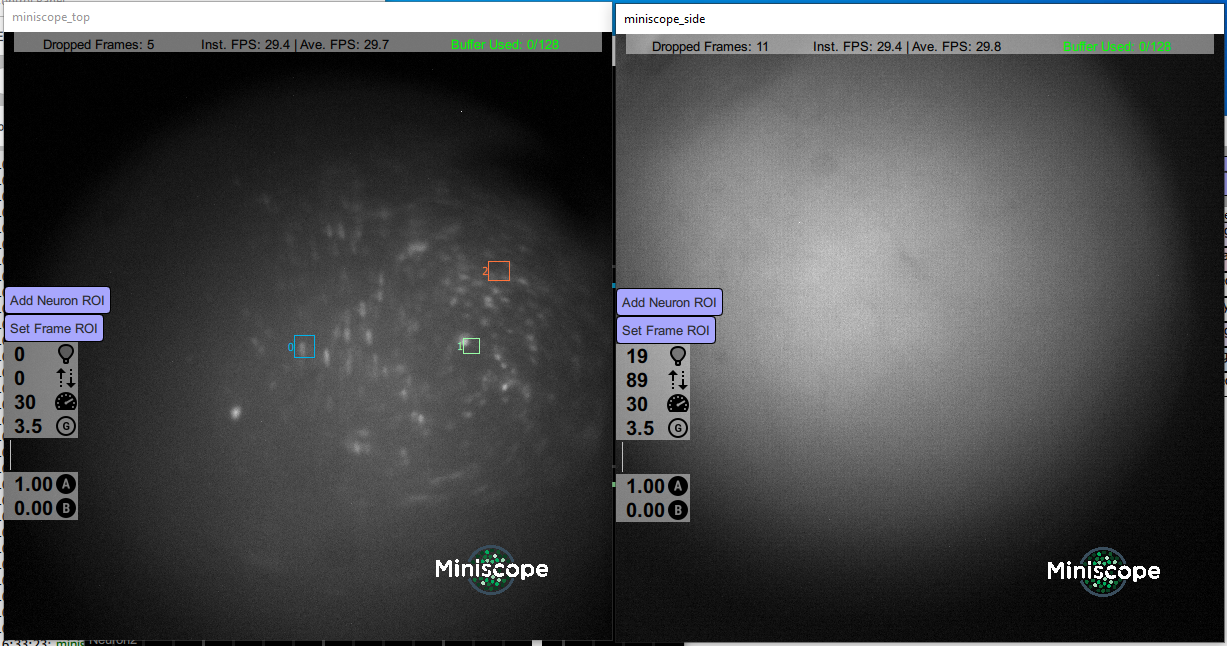 miniscope_top
Dropped Frames: 5
Inst. FPS: 29.4 | Ave. FPS: 29.7
Buffer Used: 0/128
2
0
1
Add Neuron ROI
Set Frame ROI
0
0
30
3.5 G
1.00 A
0.00 B
Miniscope
miniscope_side
Dropped Frames: 11
Inst. FPS: 29.4 | Ave. FPS: 29.8
Buffer Used: 0/128
Add Neuron ROI
Set Frame ROI
19
89
30
3.5 G
1.00 A
0.00 B
Miniscope